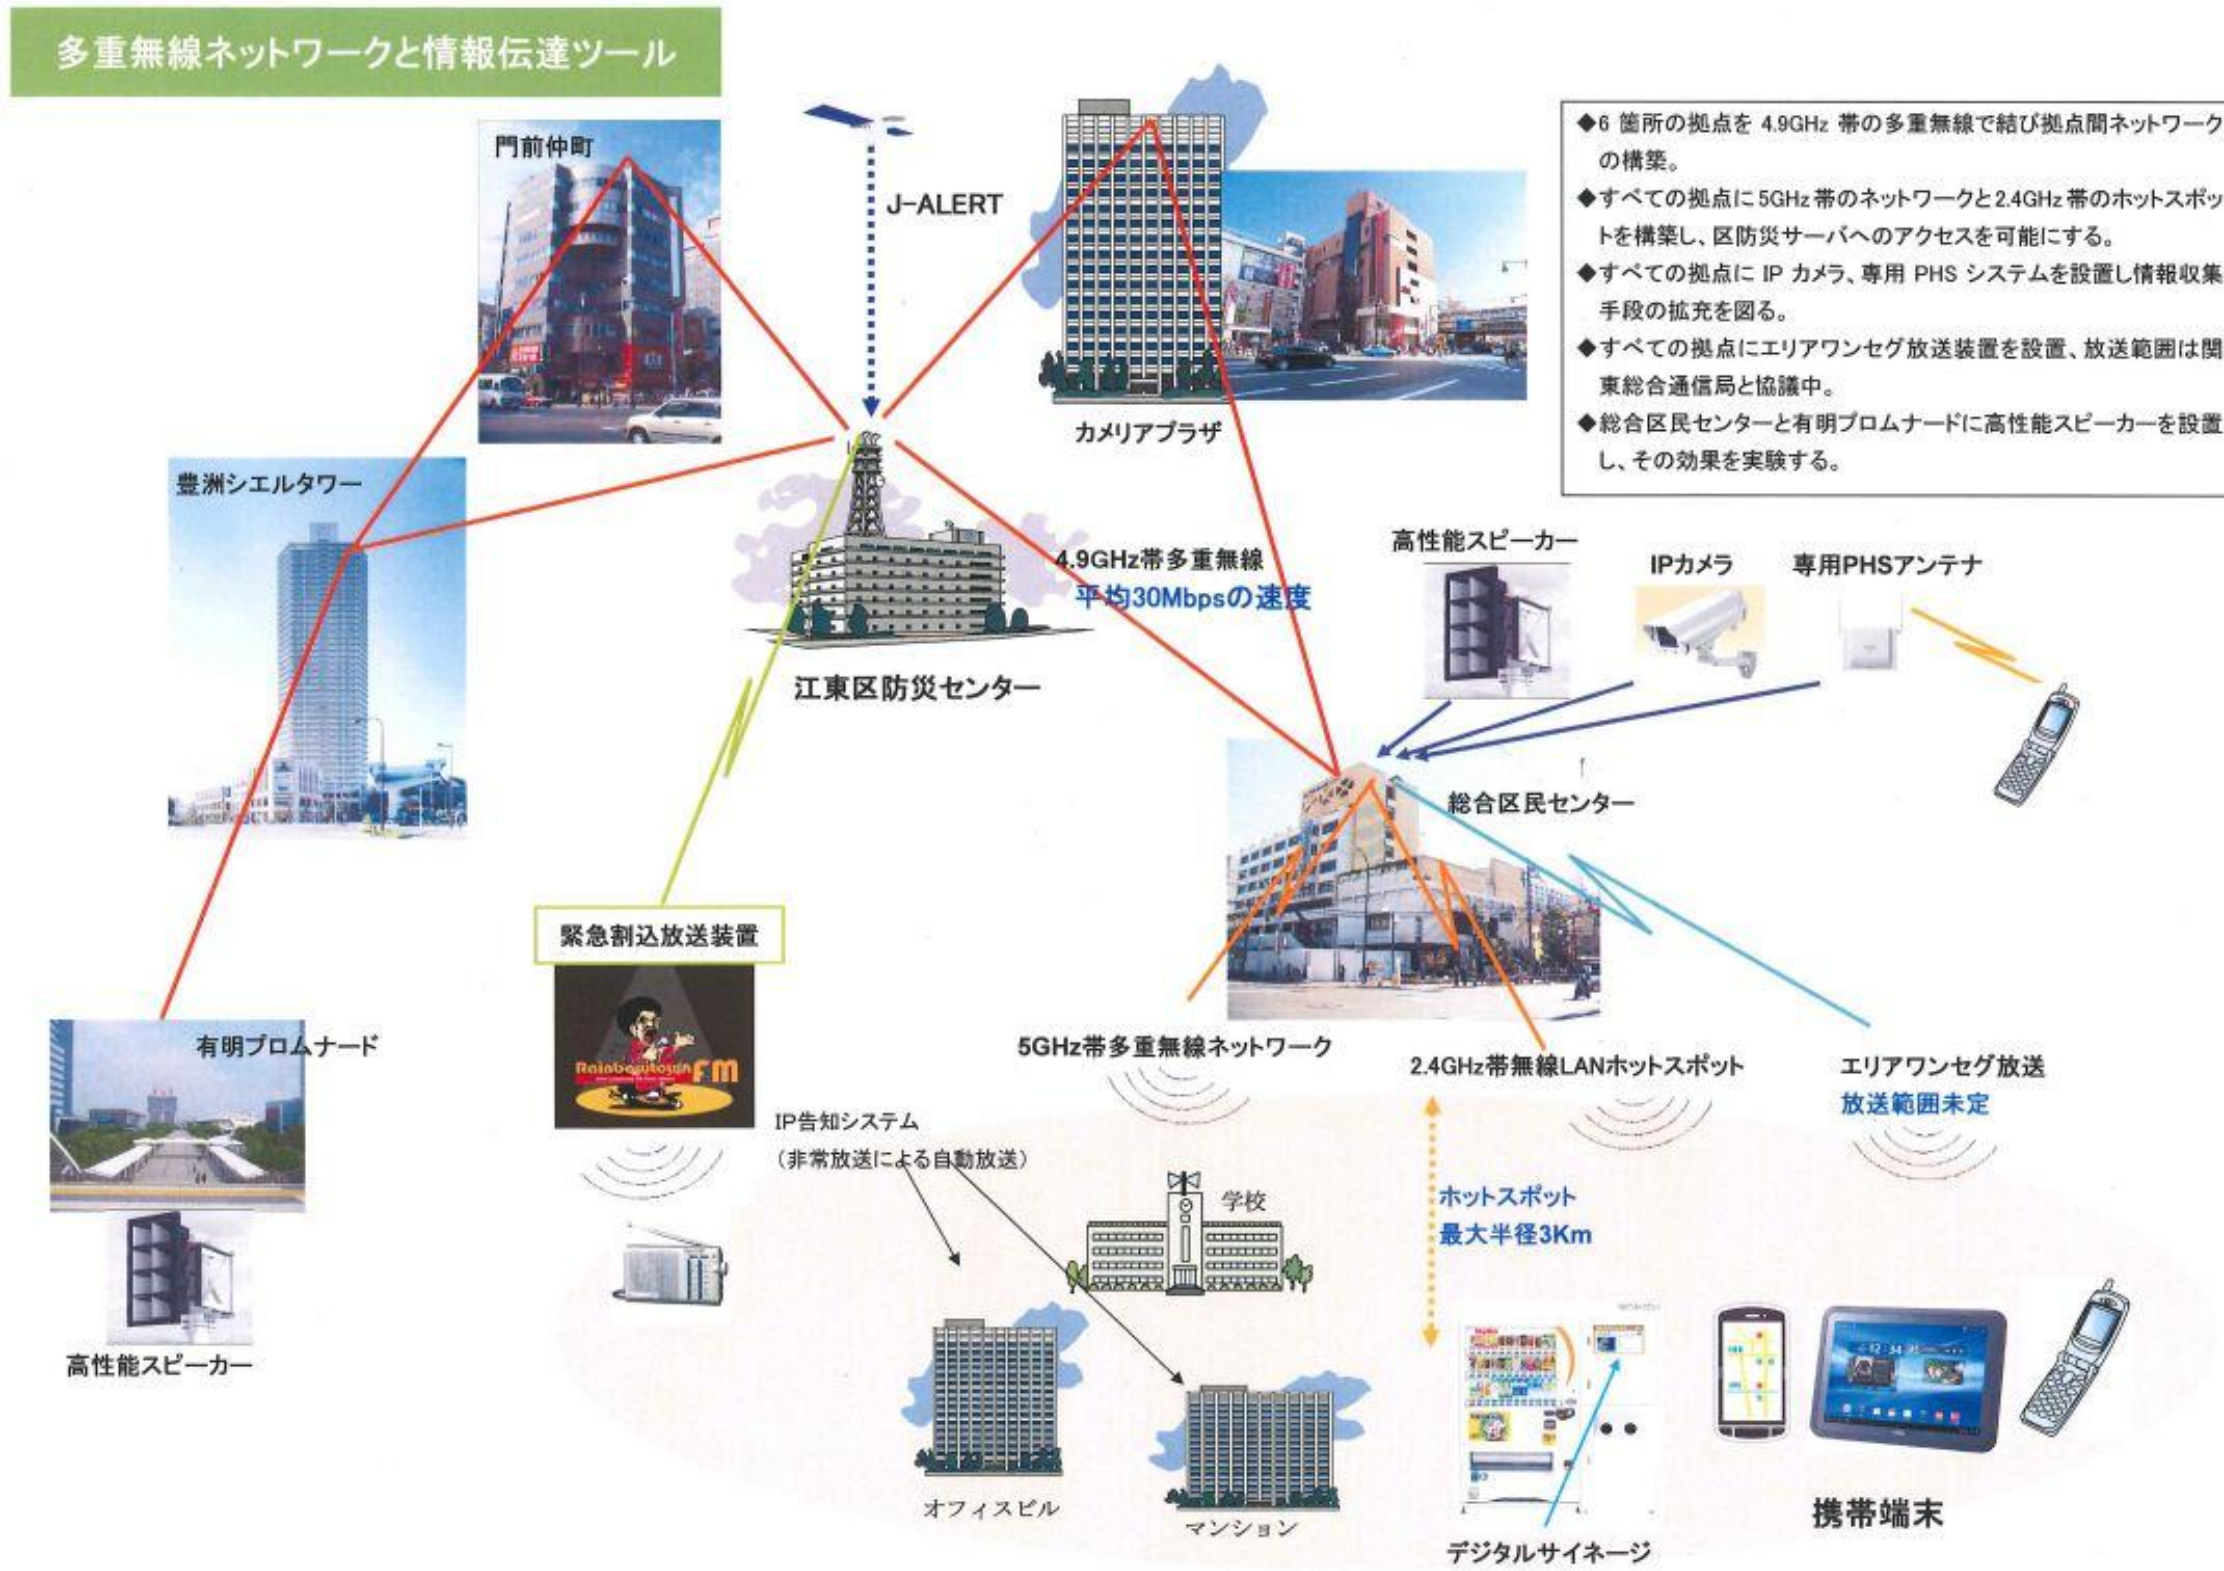 多重無線ネットワークと情報伝達ツール
門前仲町
J-ALERT
◆6 箇所の拠点を 4.9GHz 帯の多重無線で結び拠点間ネットワーク
の構築。
◆すべての拠点に5GHz帯のネットワークと2.4GHz帯のホットスポッ
トを構築し、区防災サーバへのアクセスを可能にする。
◆すべての拠点に IP カメラ、専用 PHS システムを設置し情報収集
手段の拡充を図る。
◆すべての拠点にエリアワンセグ放送装置を設置、放送範囲は関
東総合通信局と協議中。
◆総合区民センターと有明プロムナードに高性能スピーカーを設置
し、その効果を実験する。
カメリアプラザ
豊洲シエルタワー
4.9GHz帯多重無線
平均30Mbpsの速度
高性能スピーカー
IPカメラ
専用PHSアンテナ
江東区防災センター
総合区民センター
緊急割込放送装置
Rainbowtown FM
有明プロムナード
5GHz帯多重無線ネットワーク
2.4GHz帯無線LANホットスポット
エリアワンセグ放送
放送範囲未定
IP告知システム
(非常放送による自動放送)
学校
ホットスポット
最大半径3Km
高性能スピーカー
オフィスビル
マンション
デジタルサイネージ
携帯端末